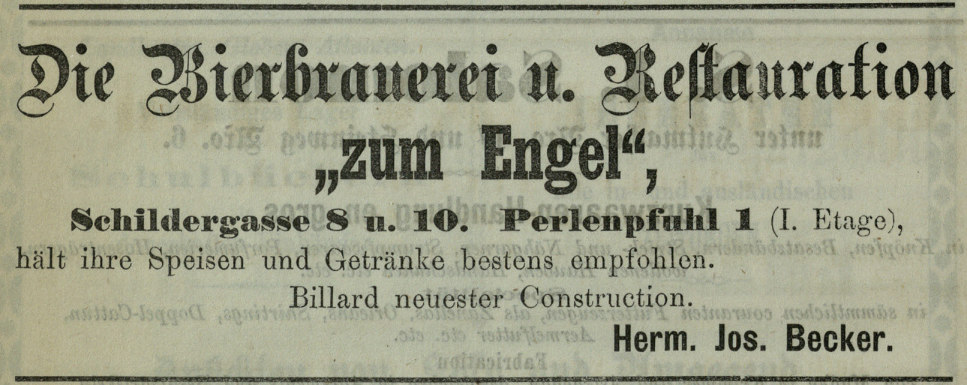 Die Bierbrauerei u. Restauration
„zum Engel“,
Schildergasse 8 u. 10. Perlenpfuhl 1 (I. Etage),
hält ihre Speisen und Getränke bestens empfohlen.
Billard neuester Construction.
Herm. Jos. Becker.